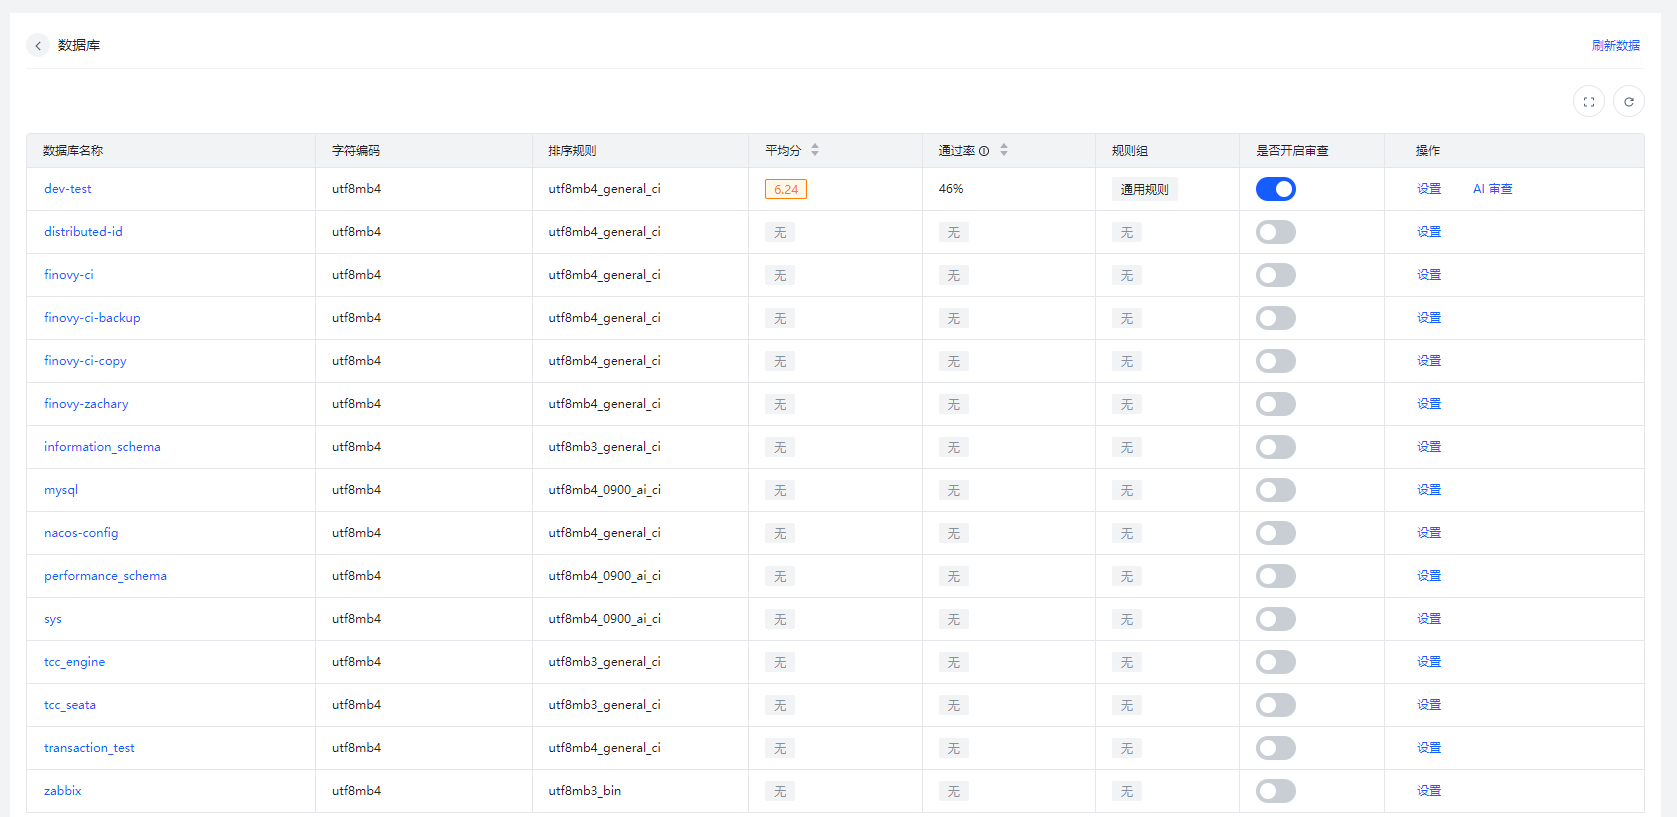 数据库
刷新数据
数据库名称 字符编码 排序规则 平均分 通过率 规则组 是否开启审查 操作
dev-test utf8mb4 utf8mb4_general_ci 6.24 46% 通用规则 设置 AI 审查
distributed-id utf8mb4 utf8mb4_general_ci 无 无 无 设置
finovy-ci utf8mb4 utf8mb4_general_ci 无 无 无 设置
finovy-ci-backup utf8mb4 utf8mb4_general_ci 无 无 无 设置
finovy-ci-copy utf8mb4 utf8mb4_general_ci 无 无 无 设置
finovy-zachary utf8mb4 utf8mb4_general_ci 无 无 无 设置
information_schema utf8mb4 utf8mb3_general_ci 无 无 无 设置
mysql utf8mb4 utf8mb4_0900_ai_ci 无 无 无 设置
nacos-config utf8mb4 utf8mb4_general_ci 无 无 无 设置
performance_schema utf8mb4 utf8mb4_0900_ai_ci 无 无 无 设置
sys utf8mb4 utf8mb4_0900_ai_ci 无 无 无 设置
tcc_engine utf8mb4 utf8mb3_general_ci 无 无 无 设置
tcc_seata utf8mb4 utf8mb3_general_ci 无 无 无 设置
transaction_test utf8mb4 utf8mb4_general_ci 无 无 无 设置
zabbix utf8mb4 utf8mb3_bin 无 无 无 设置